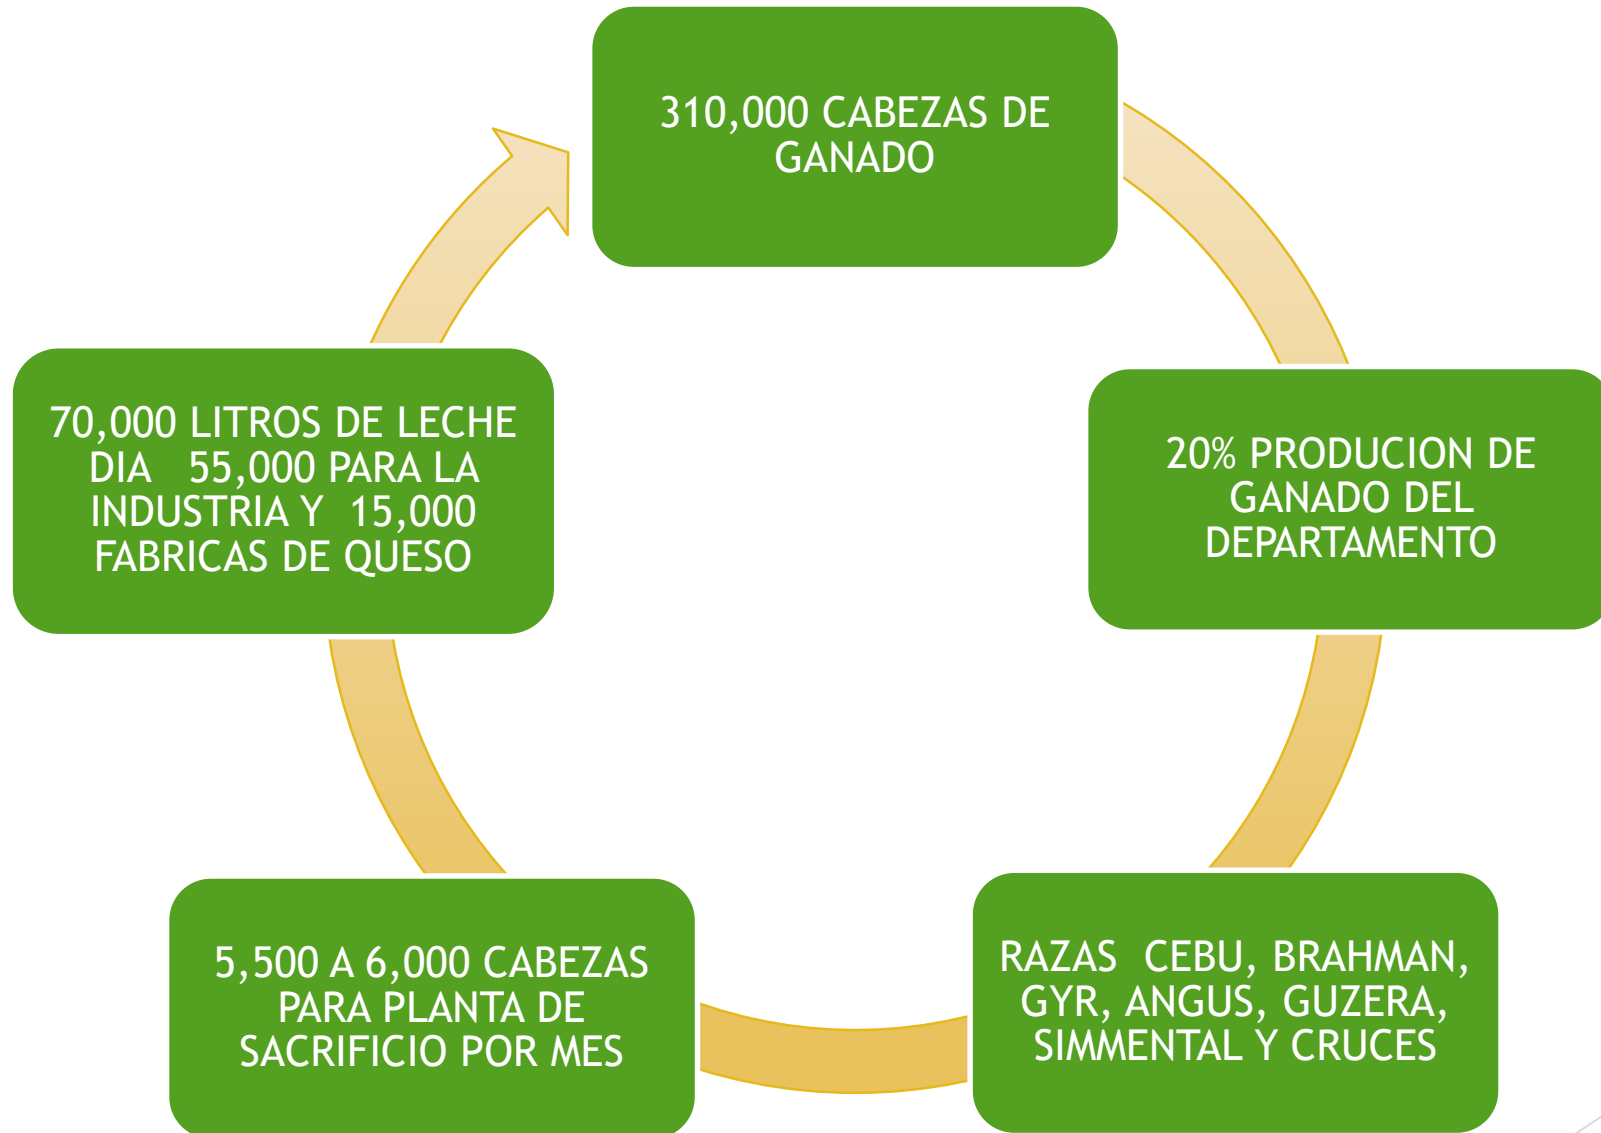 310,000 CABEZAS DE
GANADO
20% PRODUCION DE
GANADO DEL
DEPARTAMENTO
RAZAS  CEBU, BRAHMAN,
GYR, ANGUS, GUZERA,
SIMMENTAL Y CRUCES
5,500 A 6,000 CABEZAS
PARA PLANTA DE
SACRIFICIO POR MES
70,000 LITROS DE LECHE
DIA   55,000 PARA LA
INDUSTRIA Y  15,000
FABRICAS DE QUESO